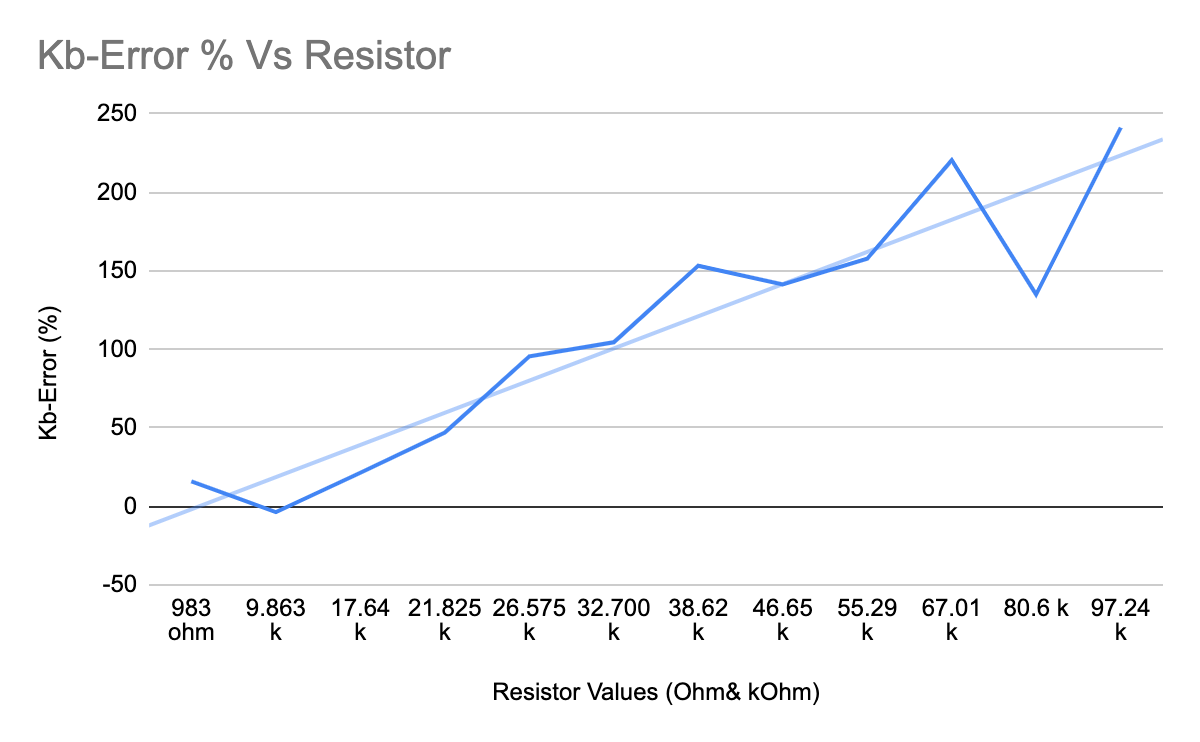 Kb-Error % Vs Resistor
250
200
150
100
50
0
-50
Kb-Error (%)
983 ohm
9.863 k
17.64 k
21.825 k
26.575 k
32.700 k
38.62 k
46.65 k
55.29 k
67.01 k
80.6 k
97.24 k
Resistor Values (Ohm& kOhm)